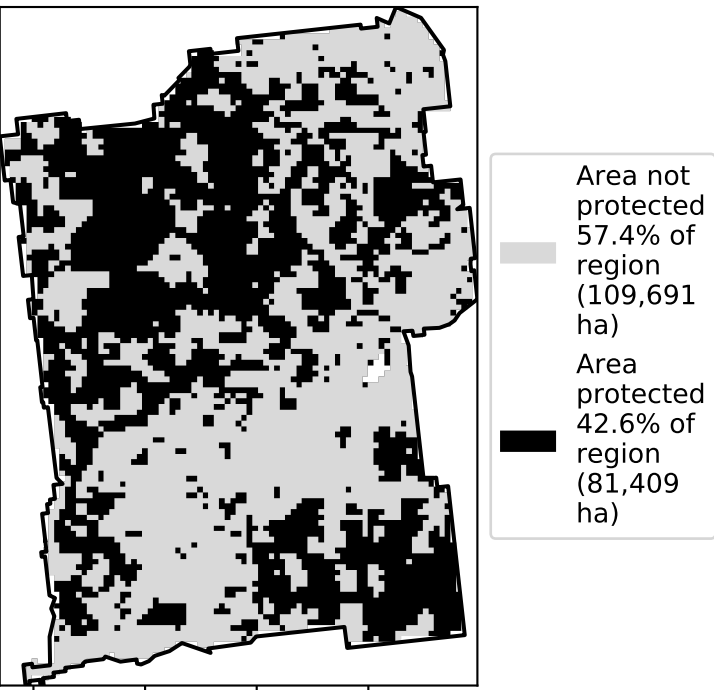 Area not
protected
57.4% of
region
(109,691
ha)
Area
protected
42.6% of
region
(81,409
ha)